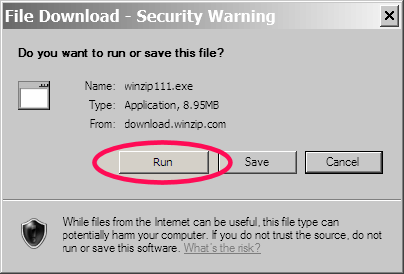 File Download - Security Warning
Do you want to run or save this file?
Name: winzip111.exe
Type: Application, 8.95MB
From: download.winzip.com
Run Save Cancel
While files from the Internet can be useful, this file type can
potentially harm your computer. If you do not trust the source, do not
run or save this software. What's the risk?